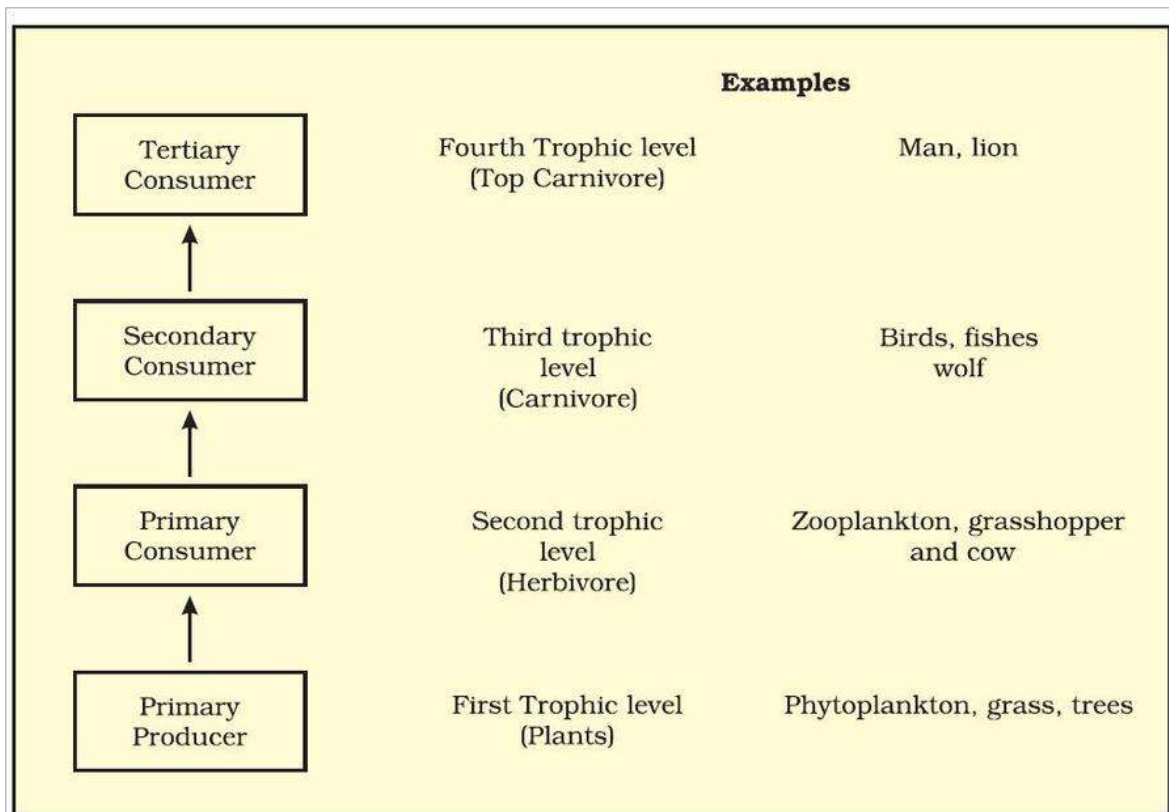 Examples
Tertiary
Consumer
Fourth Trophic level
(Top Carnivore)
Man, lion
Secondary
Consumer
Third trophic
level
(Carnivore)
Birds, fishes
wolf
Primary
Consumer
Second trophic
level
(Herbivore)
Zooplankton, grasshopper
and cow
Primary
Producer
First Trophic level
(Plants)
Phytoplankton, grass, trees